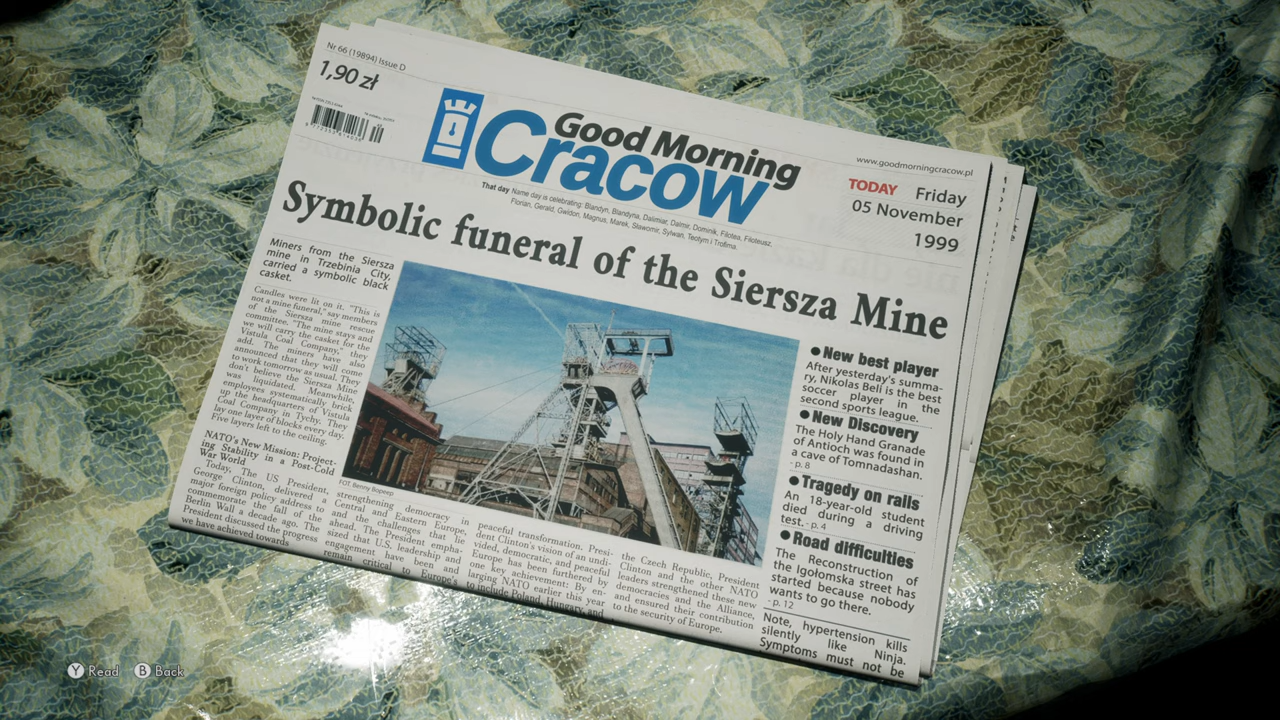 Nr 66 (19894) Issue D
1,90 zł
Good Morning
Cracow
www.goodmorningcracow.pl
TODAY Friday
05 November
1999
That day Name day is celebrating: Blandyn, Blandyna, Dalimiar, Dalmir, Dominik, Filotea, Filoteusz,
Florian, Gerald, Gwidon, Magnus, Marek, Sławomir, Sylwan, Teotym i Trofima.
Symbolic funeral of the Siersza Mine
Miners from the Siersza
mine in Trzebinia City,
carried a symbolic black
casket.
Candles were lit on it. "This is
not a mine funeral," say members
of the Siersza mine rescue
committee. "The mine stays and
we will carry the casket for the
Vistula Coal Company," they
add. The miners have also
announced that they will come
to work tomorrow as usual. They
don't believe the Siersza Mine
was liquidated. Meanwhile,
employees systematically brick
up the headquarters of Vistula
Coal Company in Tychy. They
lay one layer of blocks every day.
Five layers left to the ceiling.
NATO's New Mission: Project-
ing Stability in a Post-Cold
War World
Today, The US President,
George Clinton, delivered a
major foreign policy address to
commemorate the fall of the
Berlin Wall a decade ago. The
President discussed the progress
we have achieved towards
FOT. Benny Bopeep
strengthening democracy in
Central and Eastern Europe,
and the challenges that lie
ahead. The President empha-
sized that U.S. leadership and
engagement have been and
remain critical to Europe's
peaceful transformation. Presi-
dent Clinton's vision of an undi-
vided, democratic, and peaceful
Europe has been furthered by
one key achievement: By en-
larging NATO earlier this year
to include Poland, Hungary, and
the Czech Republic, President
Clinton and the other NATO
leaders strengthened these new
democracies and the Alliance,
and ensured their contribution
to the security of Europe.
●New best player
After yesterday's summa-
ry, Nikolas Beli is the best
soccer player in the
second sports league.
●New Discovery
The Holy Hand Granade
of Antioch was found in
a cave of Tomnadashan.
- p. 8
●Tragedy on rails
An 18-year-old student
died during a driving
test. - p. 4
●Road difficulties
The Reconstruction of
the Igołomska street has
started because nobody
wants to go there.
- p. 12
Note, hypertension kills
silently like Ninja.
Symptoms must not be
Y Read B Back